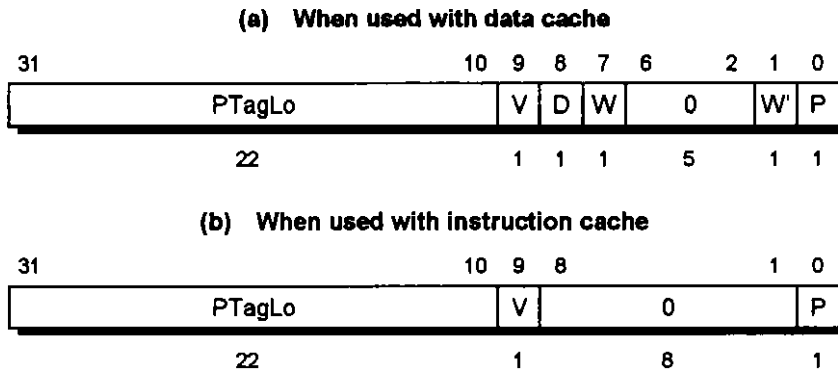 (a) When used with data cache
31 10 9 8 7 6 2 1 0
PTagLo V D W 0 W' P
22 1 1 1 5 1 1
(b) When used with instruction cache
31 10 9 8 1 0
PTagLo V 0 P
22 1 8 1